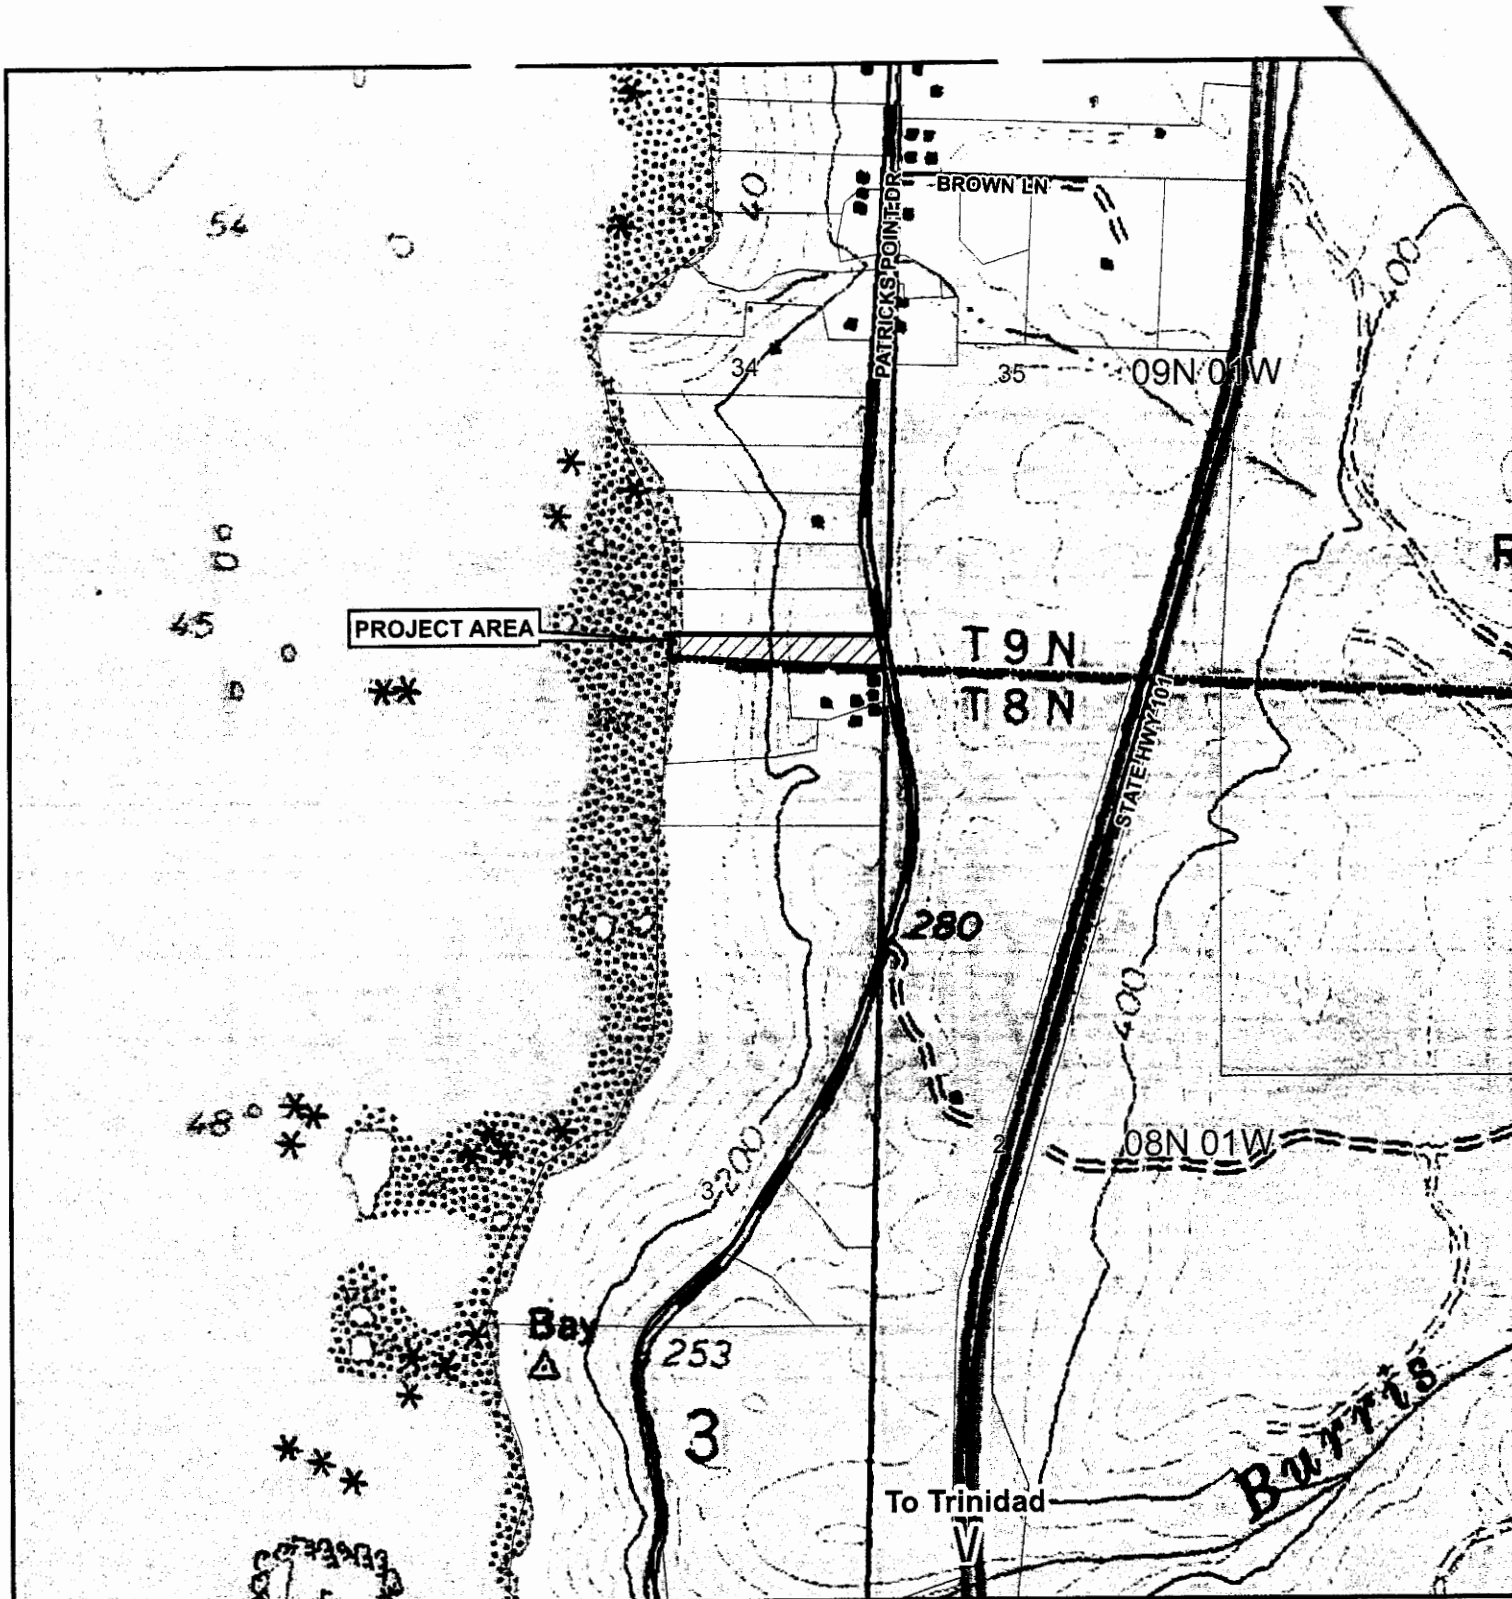 BROWN LN
40
54
400
PATRICKS POINT DR
34
35
09N 01W
45
PROJECT AREA
T 9 N
T 8 N
STATE HWY 101
280
400
48
2
08N 01W
3
200
Bay
253
3
Burris
To Trinidad